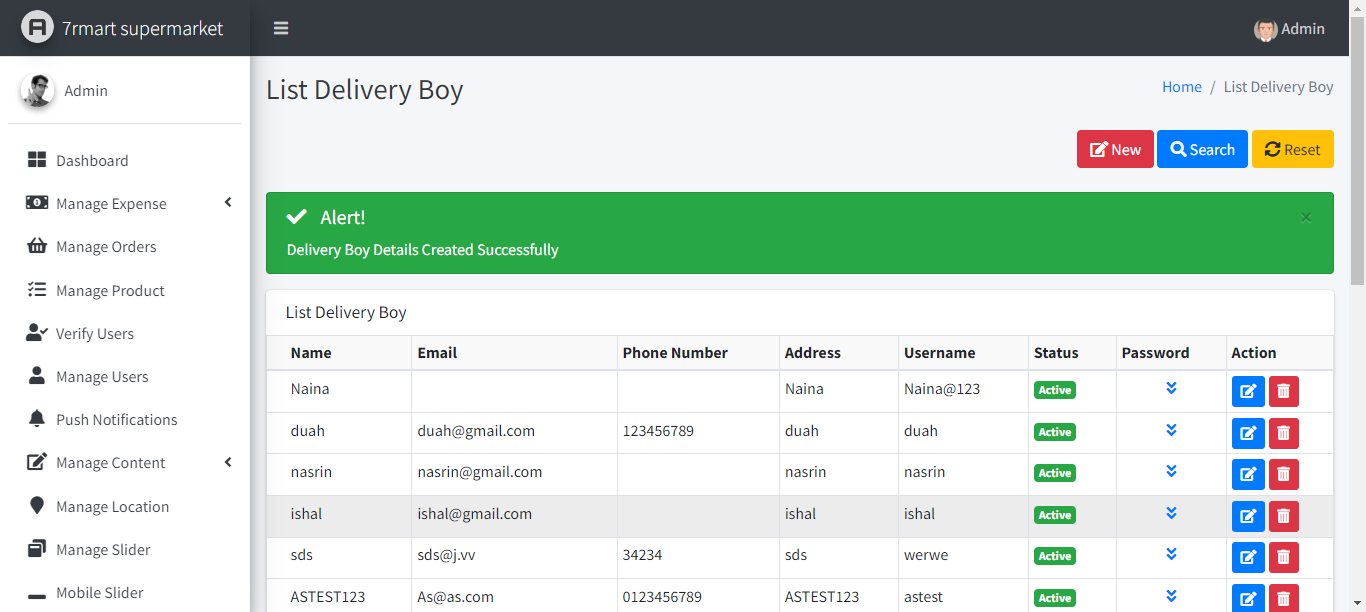 7rmart supermarket
Admin
Admin
Dashboard
Manage Expense
Manage Orders
Manage Product
Verify Users
Manage Users
Push Notifications
Manage Content
Manage Location
Manage Slider
Mobile Slider
List Delivery Boy
Home / List Delivery Boy
New Search Reset
Alert! ×
Delivery Boy Details Created Successfully
List Delivery Boy
Name Email Phone Number Address Username Status Password Action
Naina Naina Naina@123 Active
duah duah@gmail.com 123456789 duah duah Active
nasrin nasrin@gmail.com nasrin nasrin Active
ishal ishal@gmail.com ishal ishal Active
sds sds@j.vv 34234 sds werwe Active
ASTEST123 As@as.com 0123456789 ASTEST123 astest Active